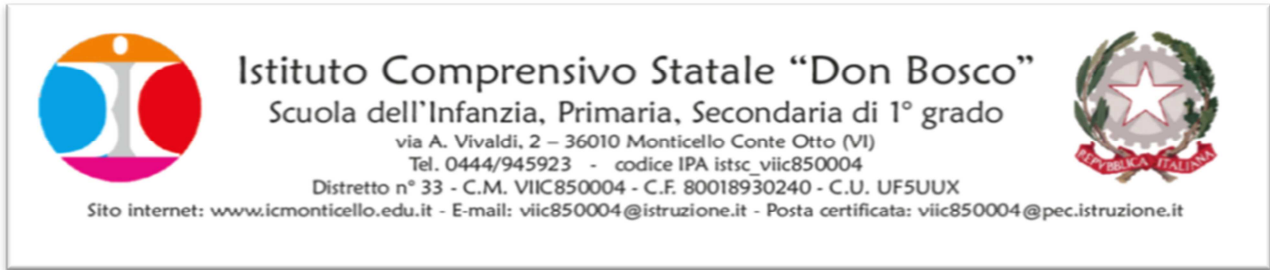 Istituto Comprensivo Statale “Don Bosco”
Scuola dell'Infanzia, Primaria, Secondaria di 1° grado
via A. Vivaldi, 2 – 36010 Monticello Conte Otto (VI)
Tel. 0444/945923 - codice IPA istsc_viic850004
Distretto n° 33 - C.M. VIIC850004 - C.F. 80018930240 - C.U. UF5UUX
Sito internet: www.icmonticello.edu.it - E-mail: viic850004@istruzione.it - Posta certificata: viic850004@pec.istruzione.it
REPVBBLICA ITALIANA